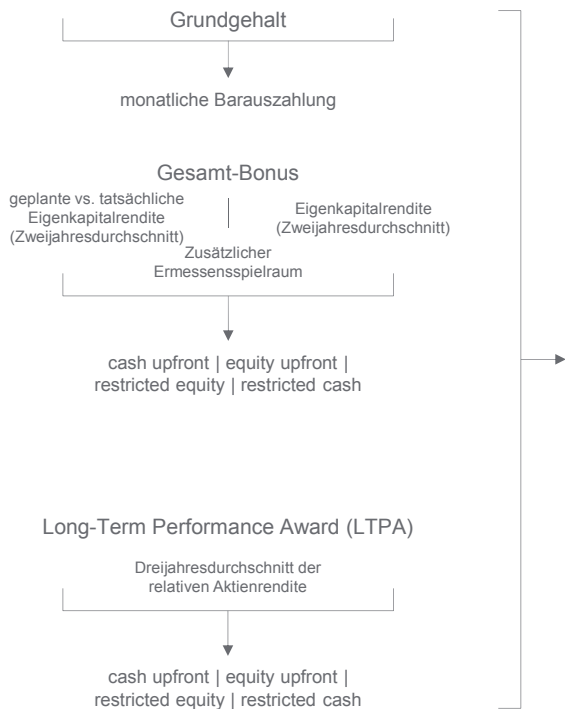 Grundgehalt
monatliche Barauszahlung
Gesamt-Bonus
geplante vs. tatsächliche
Eigenkapitalrendite
(Zweijahresdurchschnitt)
Eigenkapitalrendite
(Zweijahresdurchschnitt)
Zusätzlicher
Ermessensspielraum
cash upfront | equity upfront |
restricted equity | restricted cash
Long-Term Performance Award (LTPA)
Dreijahresdurchschnitt der
relativen Aktienrendite
cash upfront | equity upfront |
restricted equity | restricted cash